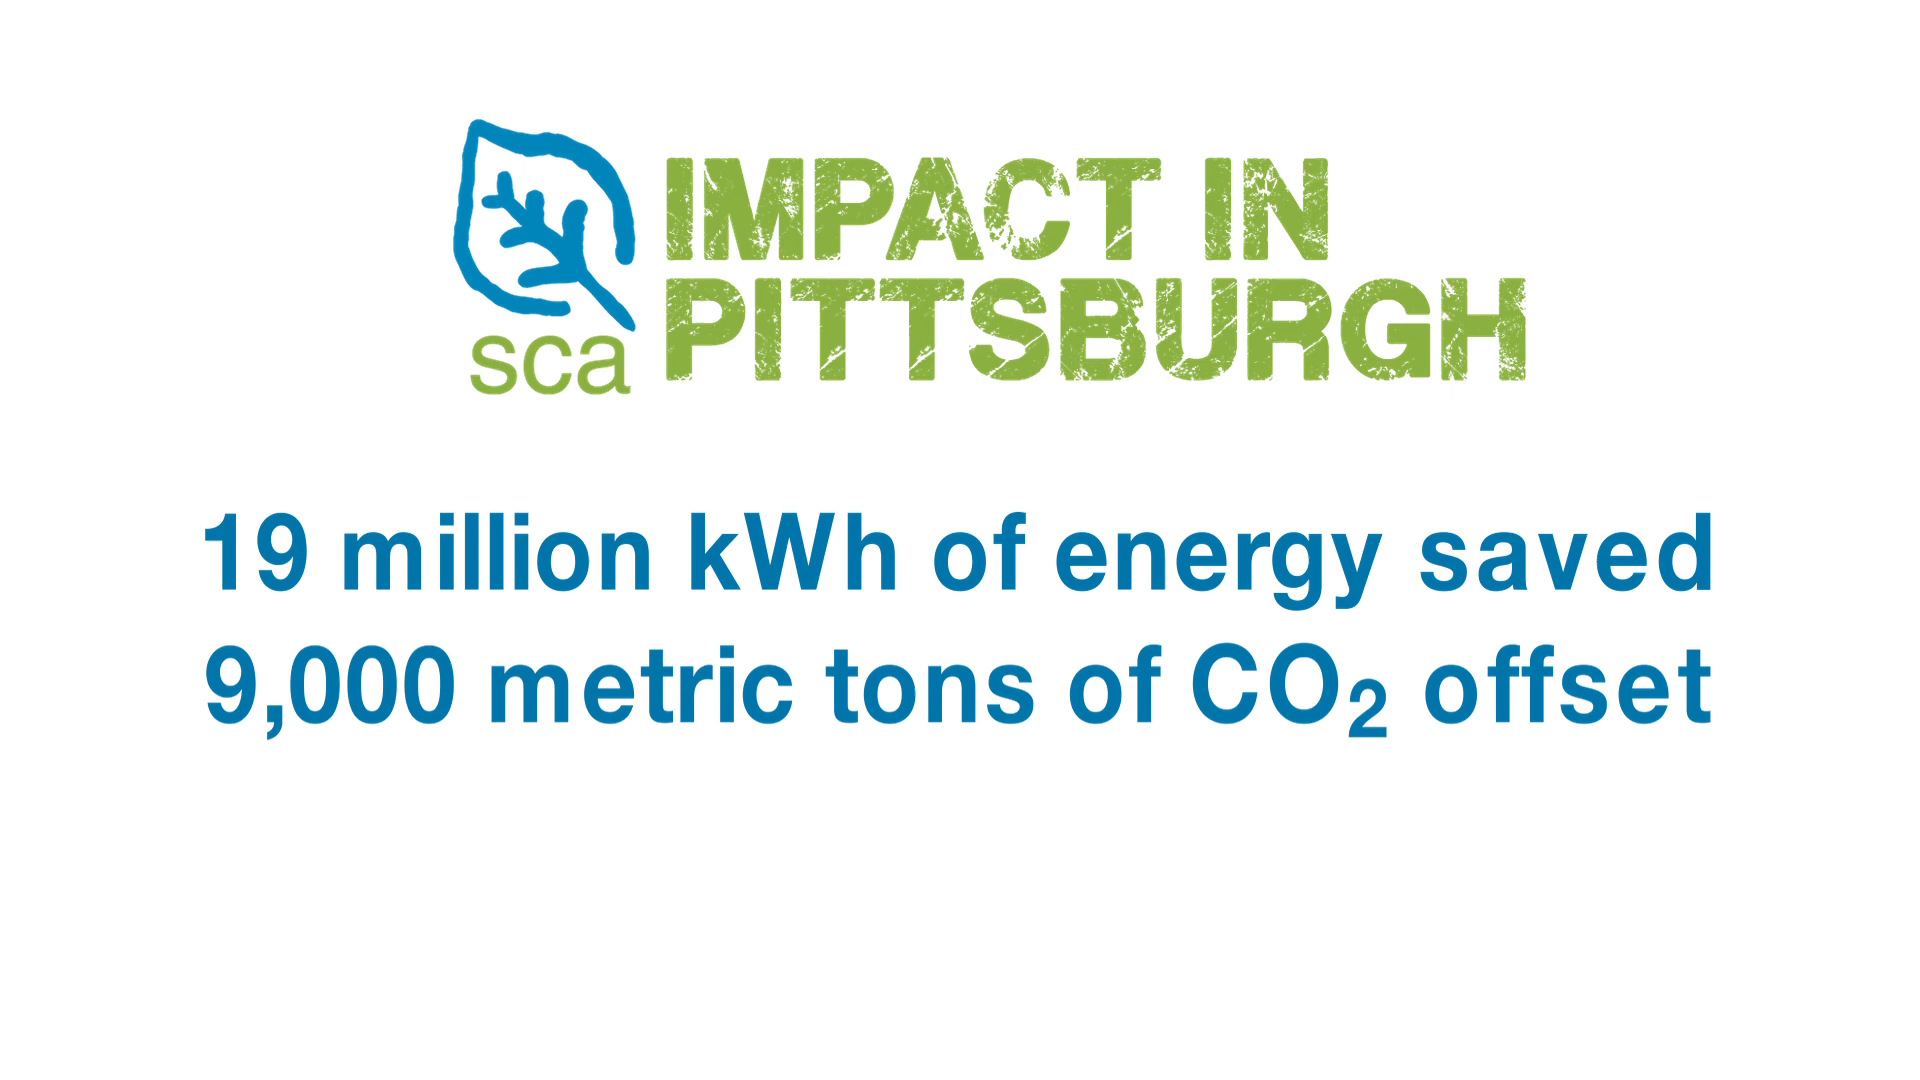 sca
IMPACT IN
PITTSBURGH
19 million kWh of energy saved
9,000 metric tons of CO₂ offset